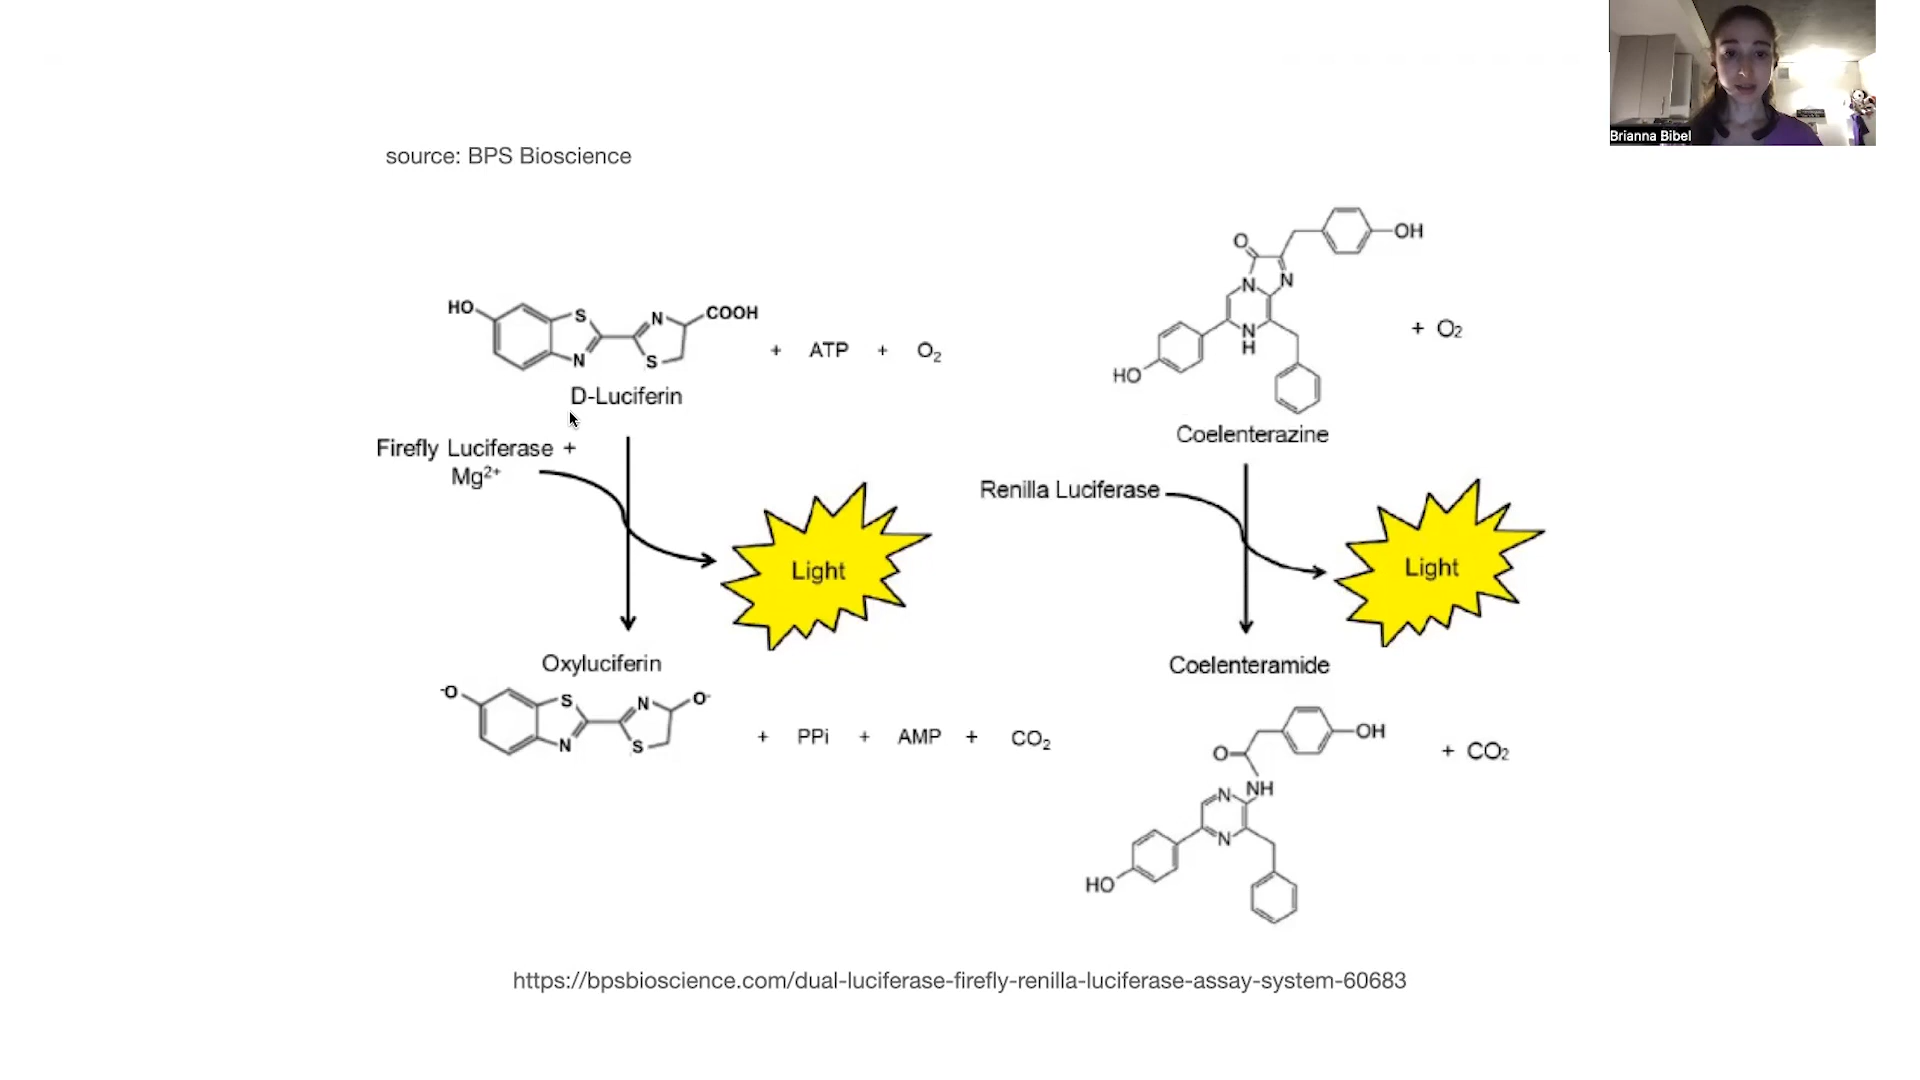 Brianna Bibel
source: BPS Bioscience
HO
S
N
N
S
COOH
+ ATP + O₂
D-Luciferin
Firefly Luciferase +
Mg²⁺
Light
Oxyluciferin
⁻O
S
N
N
S
O⁻
+ PPi + AMP + CO₂
O
N
N
N
H
OH
HO
+ O₂
Coelenterazine
Renilla Luciferase
Light
Coelenteramide
O
OH
NH
N
N
HO
+ CO₂
https://bpsbioscience.com/dual-luciferase-firefly-renilla-luciferase-assay-system-60683